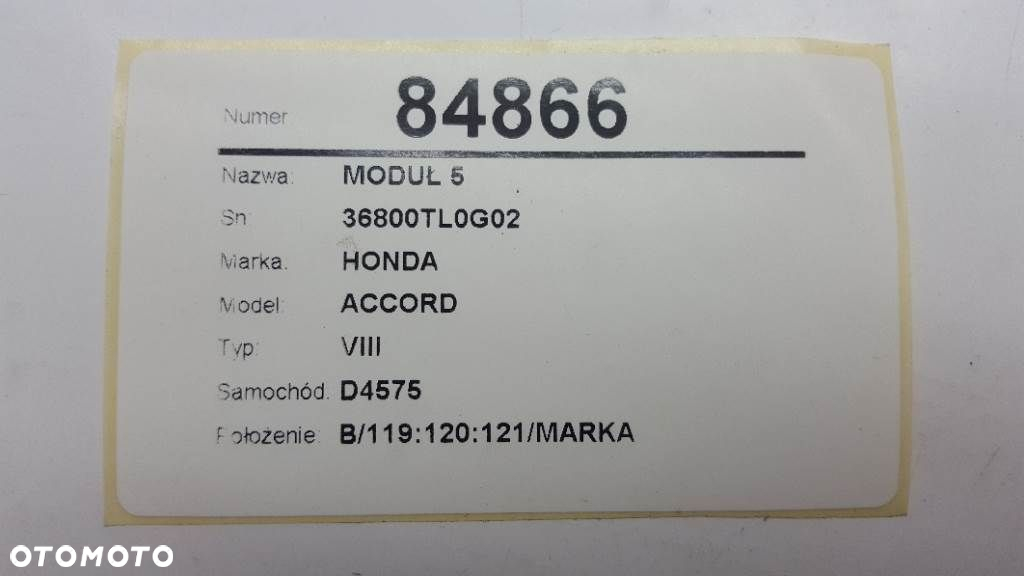 Numer 84866
Nazwa: MODUŁ 5
Sn: 36800TL0G02
Marka: HONDA
Model: ACCORD
Typ: VIII
Samochód: D4575
Położenie: B/119:120:121/MARKA
OTOMOTO